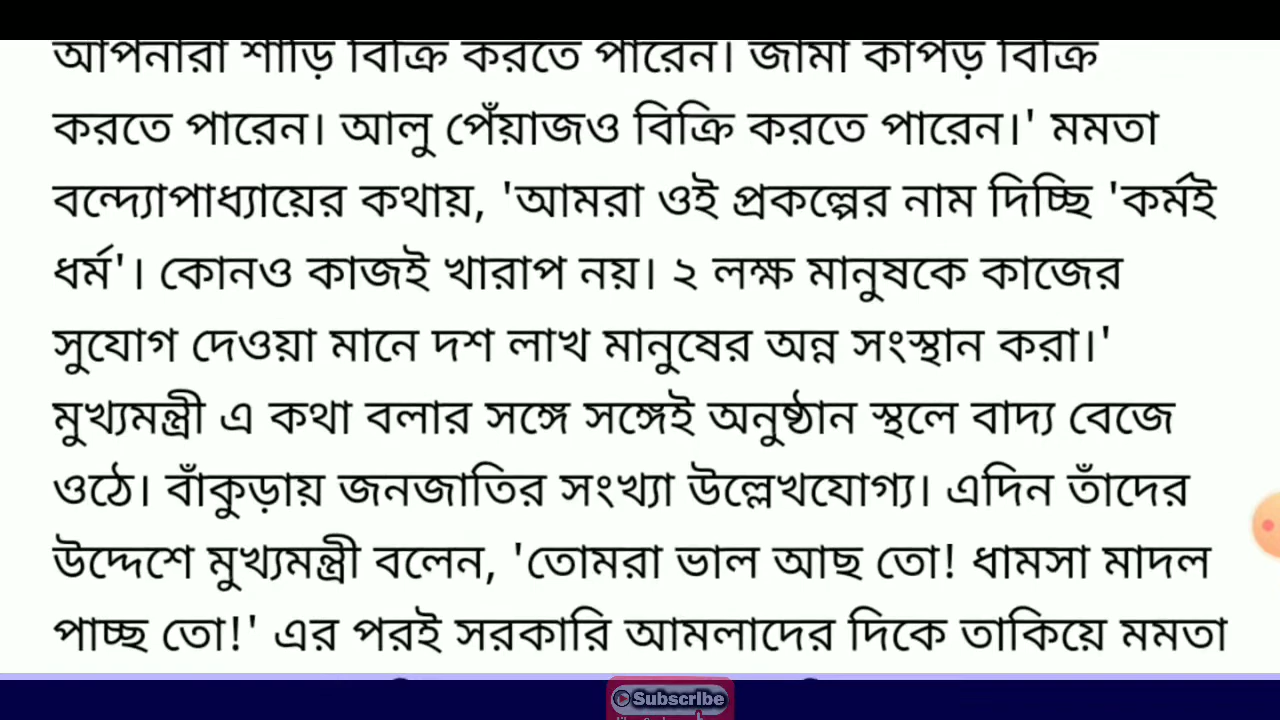 আপনারা শাড়ি বিক্রি করতে পারেন। জামা কাপড় বিক্রি
করতে পারেন। আলু পেঁয়াজও বিক্রি করতে পারেন।' মমতা
বন্দ্যোপাধ্যায়ের কথায়, 'আমরা ওই প্রকল্পের নাম দিচ্ছি 'কর্মই
ধর্ম'। কোনও কাজই খারাপ নয়। ২ লক্ষ মানুষকে কাজের
সুযোগ দেওয়া মানে দশ লাখ মানুষের অন্ন সংস্থান করা।'
মুখ্যমন্ত্রী এ কথা বলার সঙ্গে সঙ্গেই অনুষ্ঠান স্থলে বাদ্য বেজে
ওঠে। বাঁকুড়ায় জনজাতির সংখ্যা উল্লেখযোগ্য। এদিন তাঁদের
উদ্দেশে মুখ্যমন্ত্রী বলেন, 'তোমরা ভাল আছ তো! ধামসা মাদল
পাচ্ছ তো!' এর পরই সরকারি আমলাদের দিকে তাকিয়ে মমতা
Subscribe